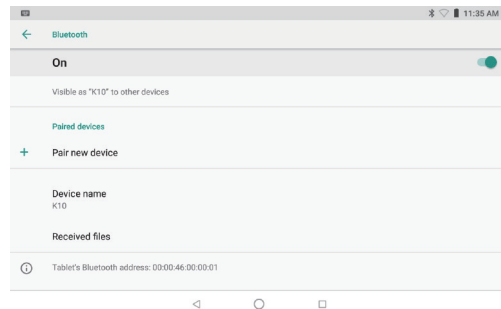 11:35 AM
Bluetooth
On
Visible as "K10" to other devices
Paired devices
Pair new device
Device name
K10
Received files
Tablet's Bluetooth address: 00:00:46:00:00:01